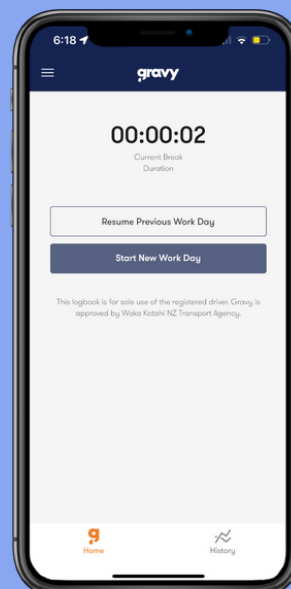 6:18
gravy
00:00:02
Current Break
Duration
Resume Previous Work Day
Start New Work Day
This logbook is for sole use of the registered driver. Gravy is
approved by Waka Kotahi NZ Transport Agency.
g
Home
History